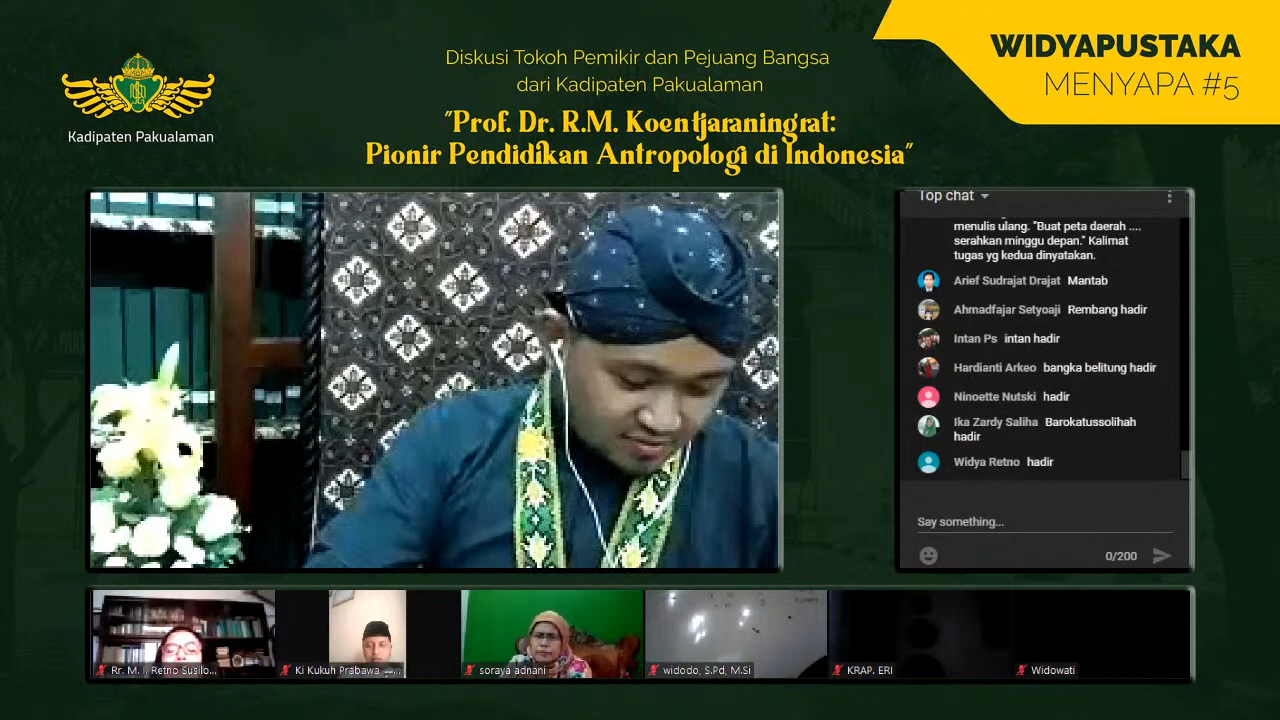 Diskusi Tokoh Pemikir dan Pejuang Bangsa
dari Kadipaten Pakualaman
"Prof. Dr. R.M. Koentjaraningrat:
Pionir Pendidikan Antropologi di Indonesia"
WIDYAPUSTAKA
MENYAPA #5
Kadipaten Pakualaman
Top chat
menulis ulang. "Buat peta daerah ....
serahkan minggu depan." Kalimat
tugas yg kedua dinyatakan.
Arief Sudrajat Drajat Mantab
Ahmadfajar Setyoaji Rembang hadir
Intan Ps intan hadir
Hardianti Arkeo bangka belitung hadir
Ninoette Nutski hadir
Ika Zardy Saliha Barokatussolihah
hadir
Widya Retno hadir
Say something...
0/200
Rr. M. I. Retno Susilo...
Ki Kukuh Prabawa
soraya adnani
widodo, S.Pd, M.Si
KRAP. ERI
Widowati